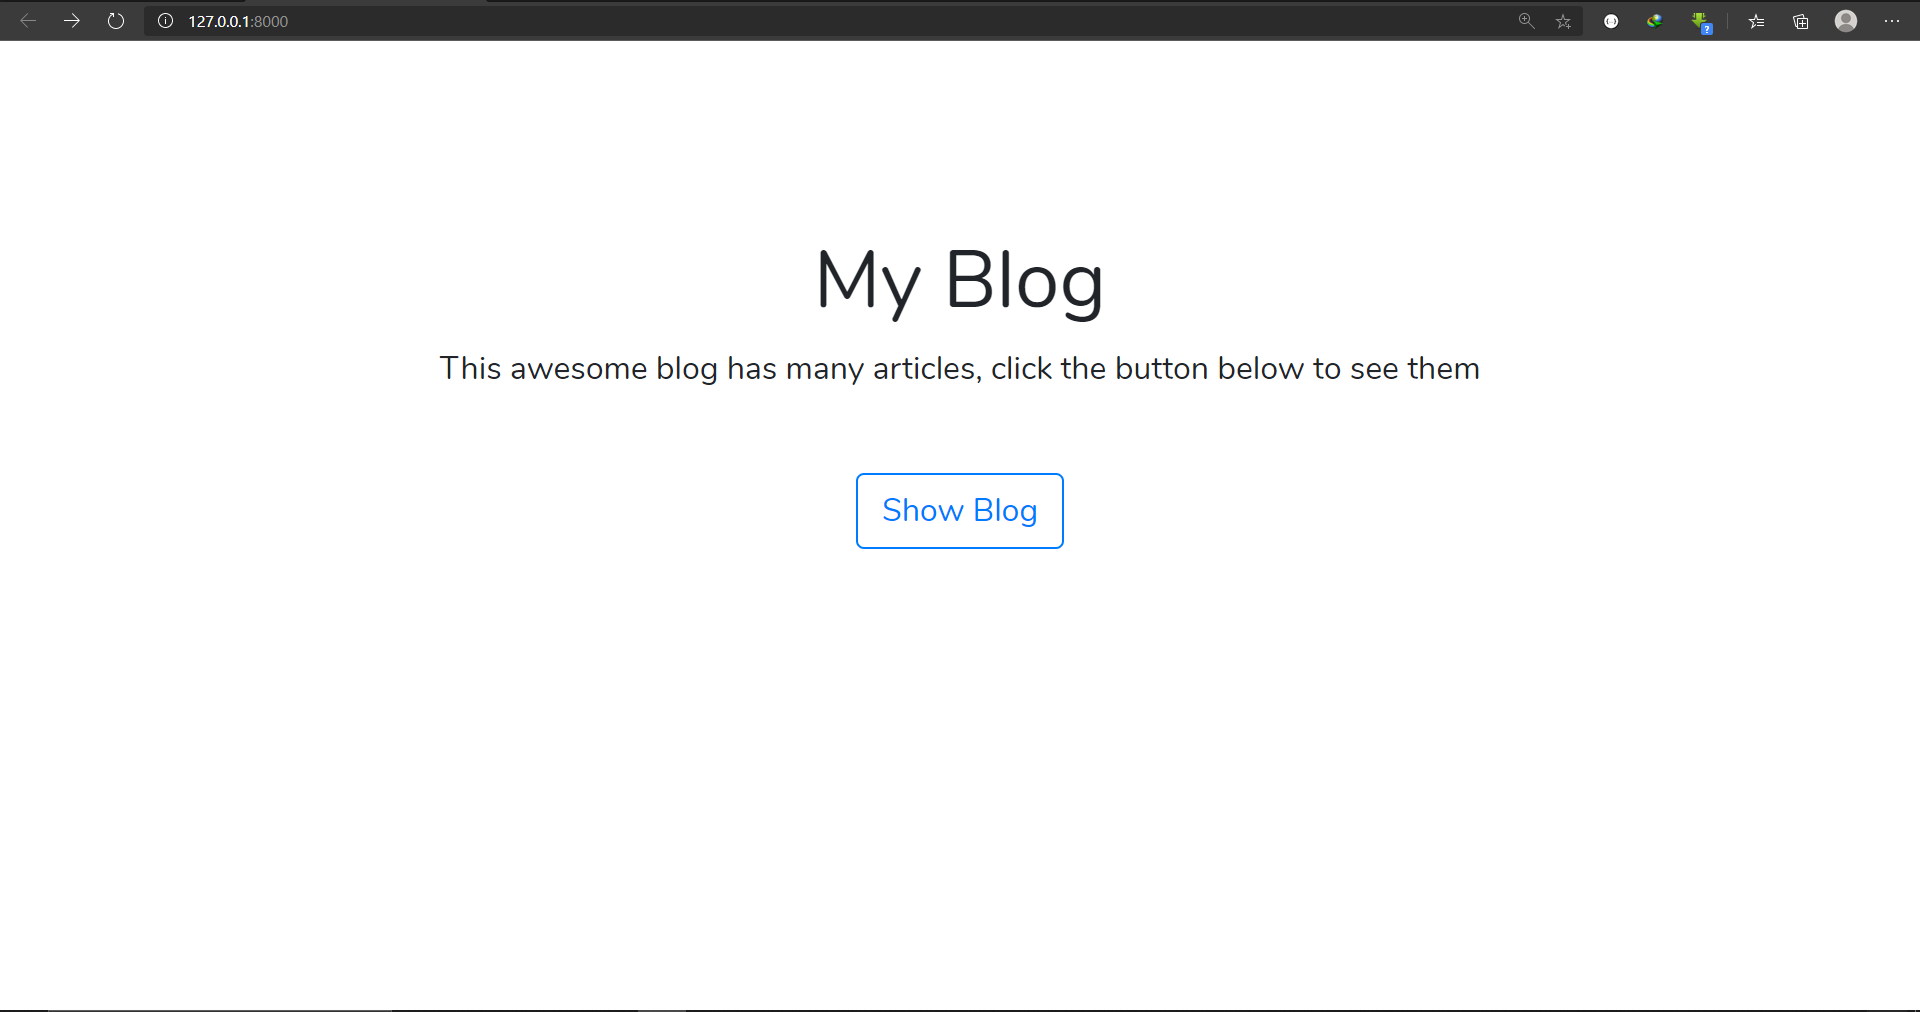 127.0.0.1:8000
My Blog
This awesome blog has many articles, click the button below to see them
Show Blog